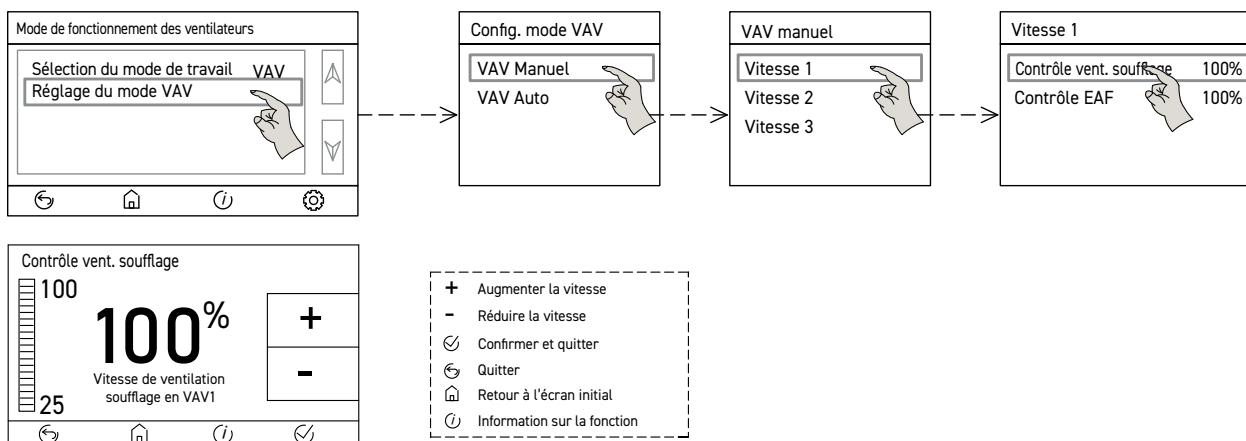 Mode de fonctionnement des ventilateurs
Sélection du mode de travail VAV
Réglage du mode VAV
Config. mode VAV
VAV Manuel
VAV Auto
VAV manuel
Vitesse 1
Vitesse 2
Vitesse 3
Vitesse 1
Contrôle vent. soufflage 100%
Contrôle EAF 100%
Contrôle vent. soufflage
100
100%
Vitesse de ventilation
soufflage en VAV1
25
+
-
+ Augmenter la vitesse
- Réduire la vitesse
Confirmer et quitter
Quitter
Retour à l'écran initial
i Information sur la fonction